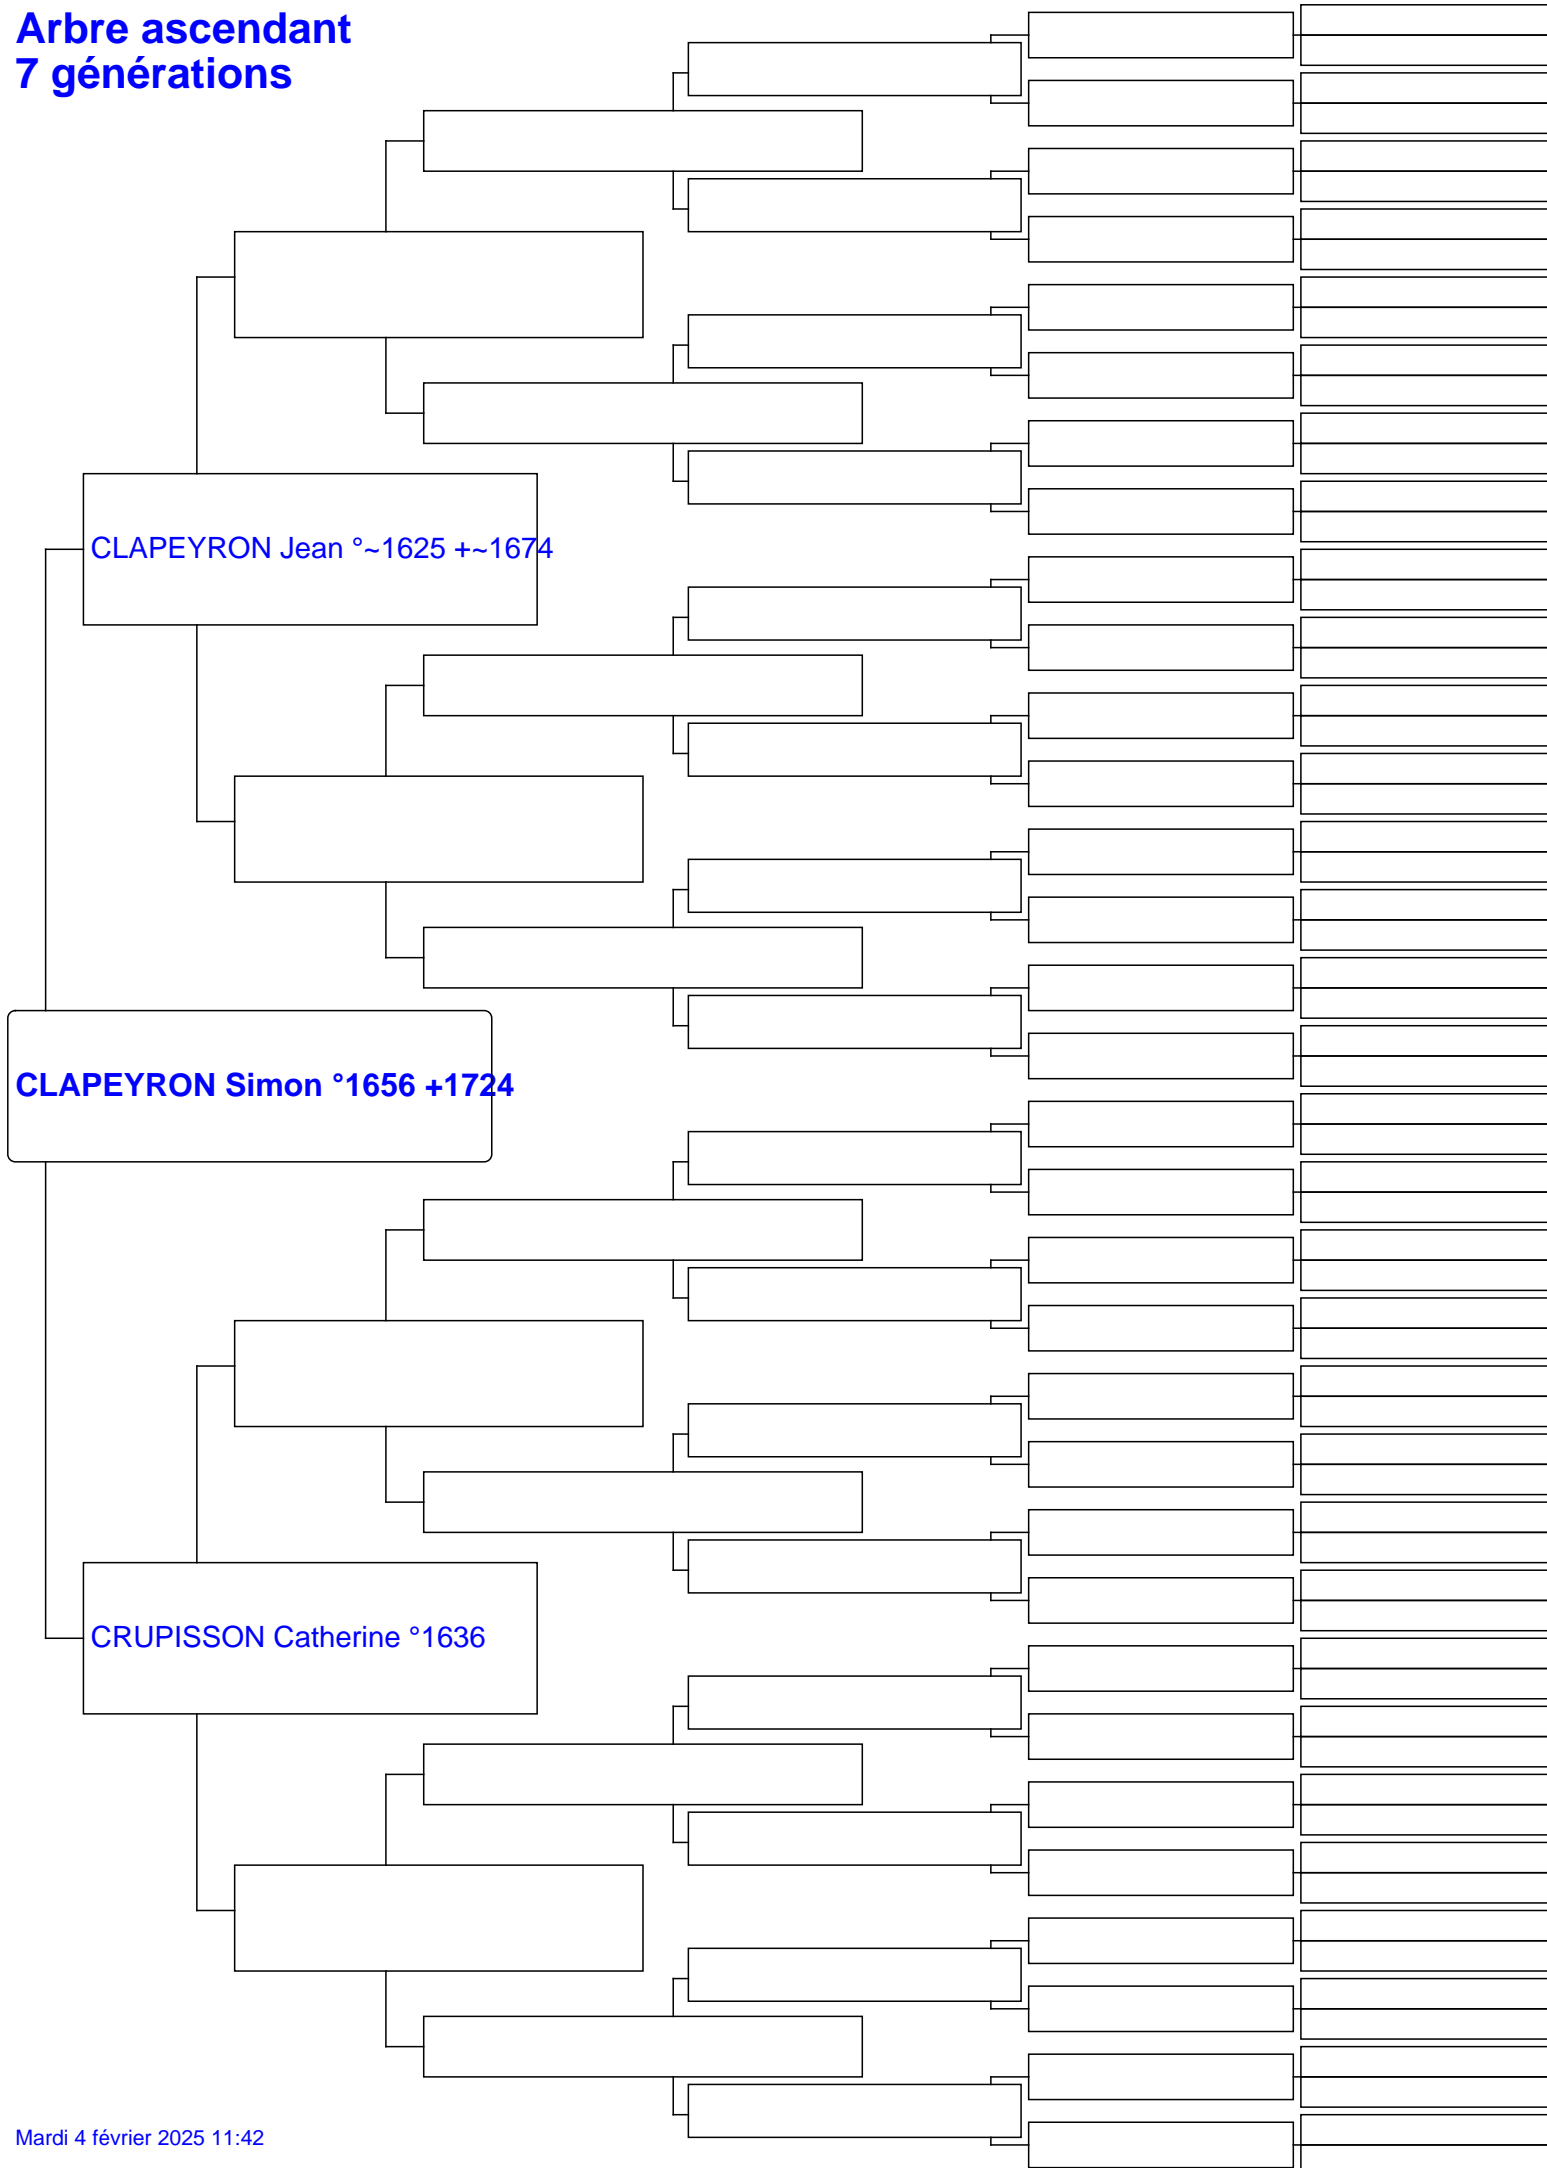 Arbre ascendant
7 générations
CLAPEYRON Jean °~1625 +~1674
CLAPEYRON Simon °1656 +1724
CRUPISSON Catherine °1636
Mardi 4 février 2025 11:42